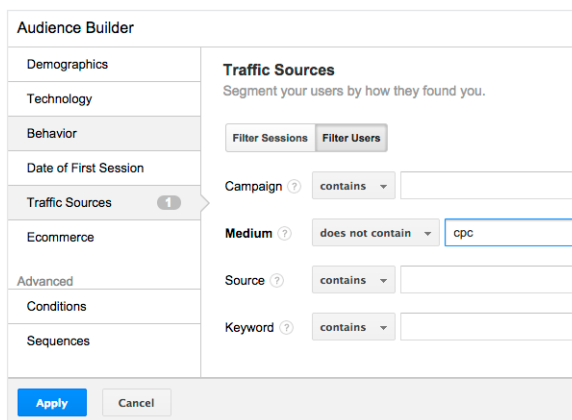 Audience Builder
Demographics
Technology
Behavior
Date of First Session
Traffic Sources 1
Ecommerce
Advanced
Conditions
Sequences
Traffic Sources
Segment your users by how they found you.
Filter Sessions Filter Users
Campaign ? contains
Medium ? does not contain cpc
Source ? contains
Keyword ? contains
Apply Cancel